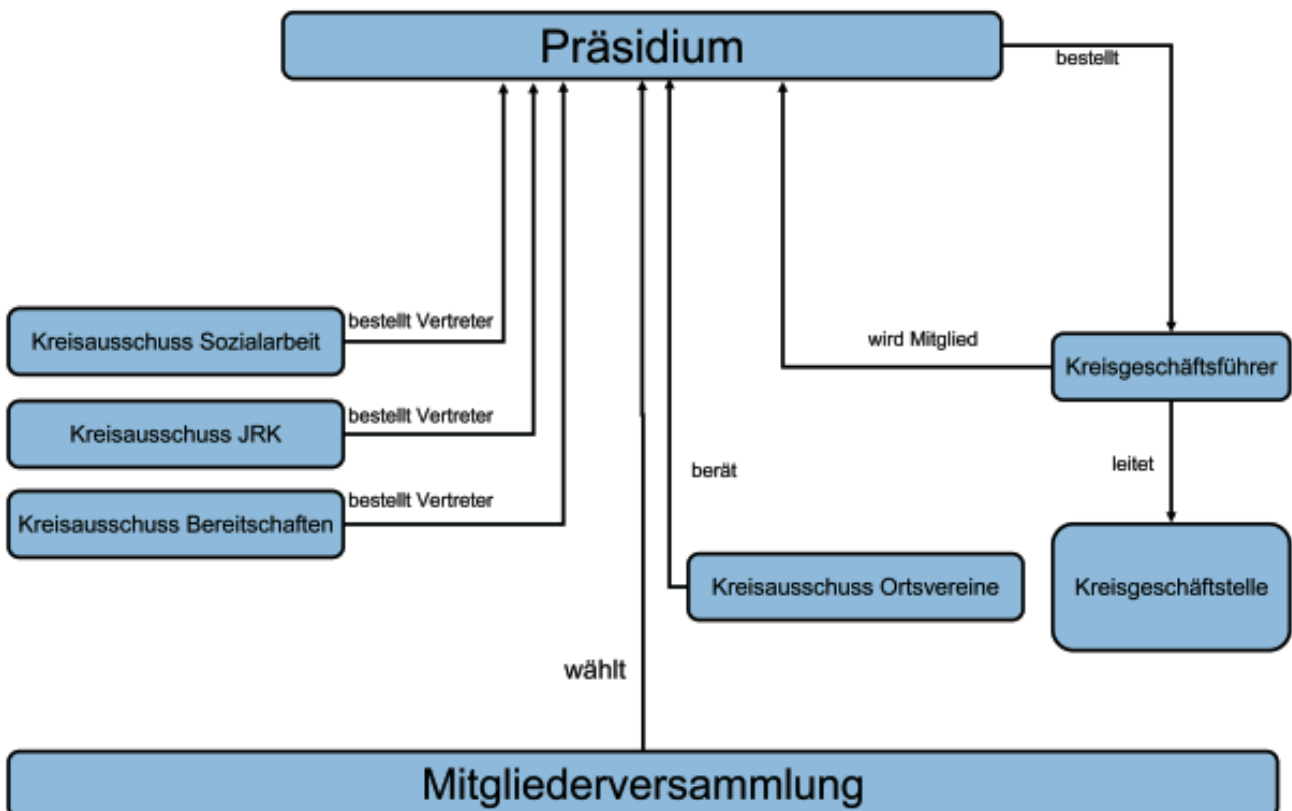 Präsidium
bestellt
Kreisausschuss Sozialarbeit
bestellt Vertreter
wird Mitglied
Kreisgeschäftsführer
Kreisausschuss JRK
bestellt Vertreter
berät
leitet
Kreisausschuss Bereitschaften
bestellt Vertreter
Kreisausschuss Ortsvereine
Kreisgeschäftstelle
wählt
Mitgliederversammlung